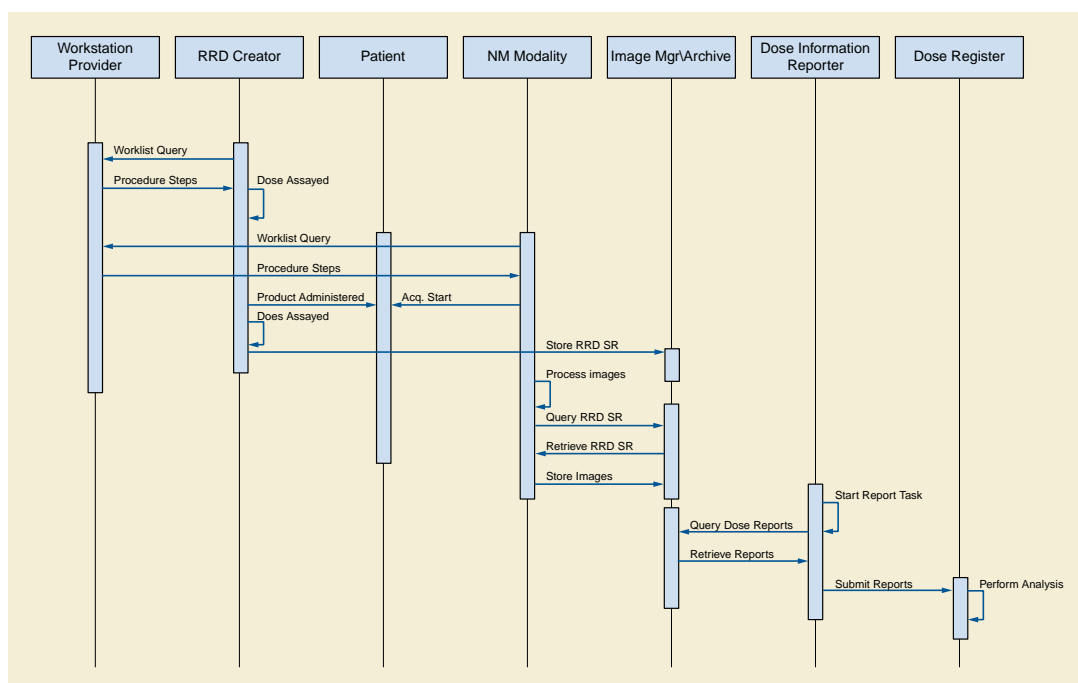 Workstation
Provider
RRD Creator
Patient
NM Modality
Image Mgr\Archive
Dose Information
Reporter
Dose Register
Worklist Query
Procedure Steps
Dose Assayed
Worklist Query
Procedure Steps
Product Administered
Acq. Start
Does Assayed
Store RRD SR
Process images
Query RRD SR
Retrieve RRD SR
Store Images
Start Report Task
Query Dose Reports
Retrieve Reports
Submit Reports
Perform Analysis